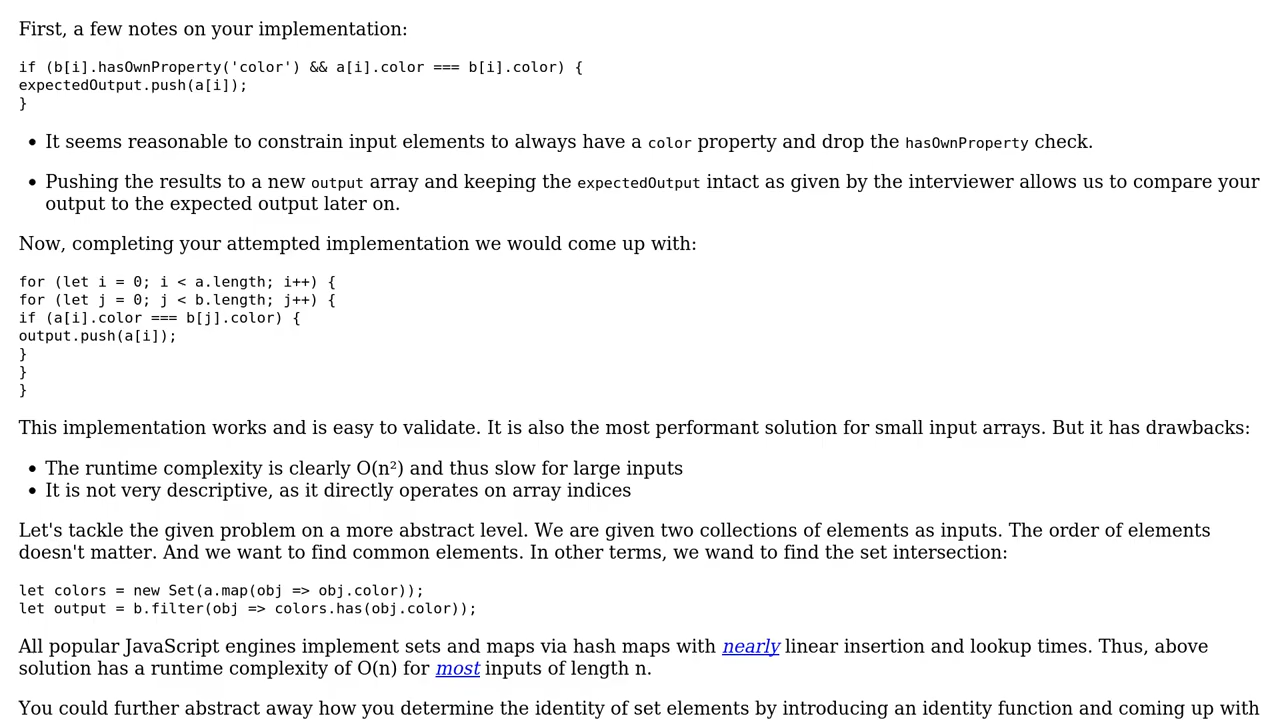 First, a few notes on your implementation:
if (b[i].hasOwnProperty('color') && a[i].color === b[i].color) {
expectedOutput.push(a[i]);
}
• It seems reasonable to constrain input elements to always have a color property and drop the hasOwnProperty check.
• Pushing the results to a new output array and keeping the expectedOutput intact as given by the interviewer allows us to compare your
output to the expected output later on.
Now, completing your attempted implementation we would come up with:
for (let i = 0; i < a.length; i++) {
for (let j = 0; j < b.length; j++) {
if (a[i].color === b[j].color) {
output.push(a[i]);
}
}
}
This implementation works and is easy to validate. It is also the most performant solution for small input arrays. But it has drawbacks:
• The runtime complexity is clearly O(n²) and thus slow for large inputs
• It is not very descriptive, as it directly operates on array indices
Let's tackle the given problem on a more abstract level. We are given two collections of elements as inputs. The order of elements
doesn't matter. And we want to find common elements. In other terms, we wand to find the set intersection:
let colors = new Set(a.map(obj => obj.color));
let output = b.filter(obj => colors.has(obj.color));
All popular JavaScript engines implement sets and maps via hash maps with nearly linear insertion and lookup times. Thus, above
solution has a runtime complexity of O(n) for most inputs of length n.
You could further abstract away how you determine the identity of set elements by introducing an identity function and coming up with